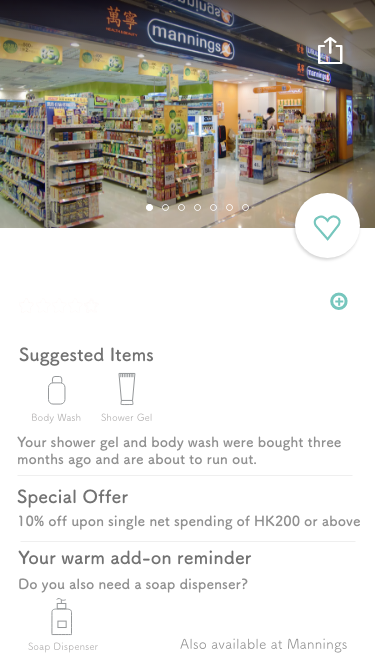 萬寧
mannings
mannings
Suggested Items
Body Wash
Shower Gel
Your shower gel and body wash were bought three
months ago and are about to run out.
Special Offer
10% off upon single net spending of HK200 or above
Your warm add-on reminder
Do you also need a soap dispenser?
Soap Dispenser
Also available at Mannings